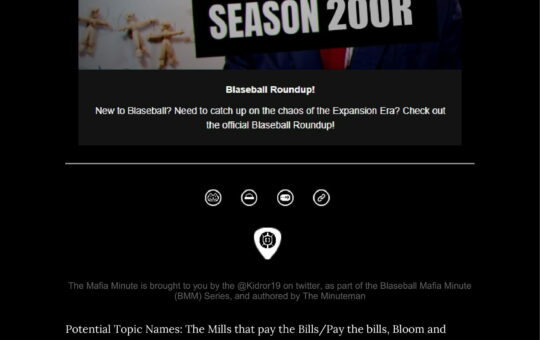 SEASON 200R
Blaseball Roundup!
New to Blaseball? Need to catch up on the chaos of the Expansion Era? Check out
the official Blaseball Roundup!
The Mafia Minute is brought to you by the @Kidror19 on twitter, as part of the Blaseball Mafia Minute
(BMM) Series, and authored by The Minuteman
Potential Topic Names: The Mills that pay the Bills/Pay the bills, Bloom and